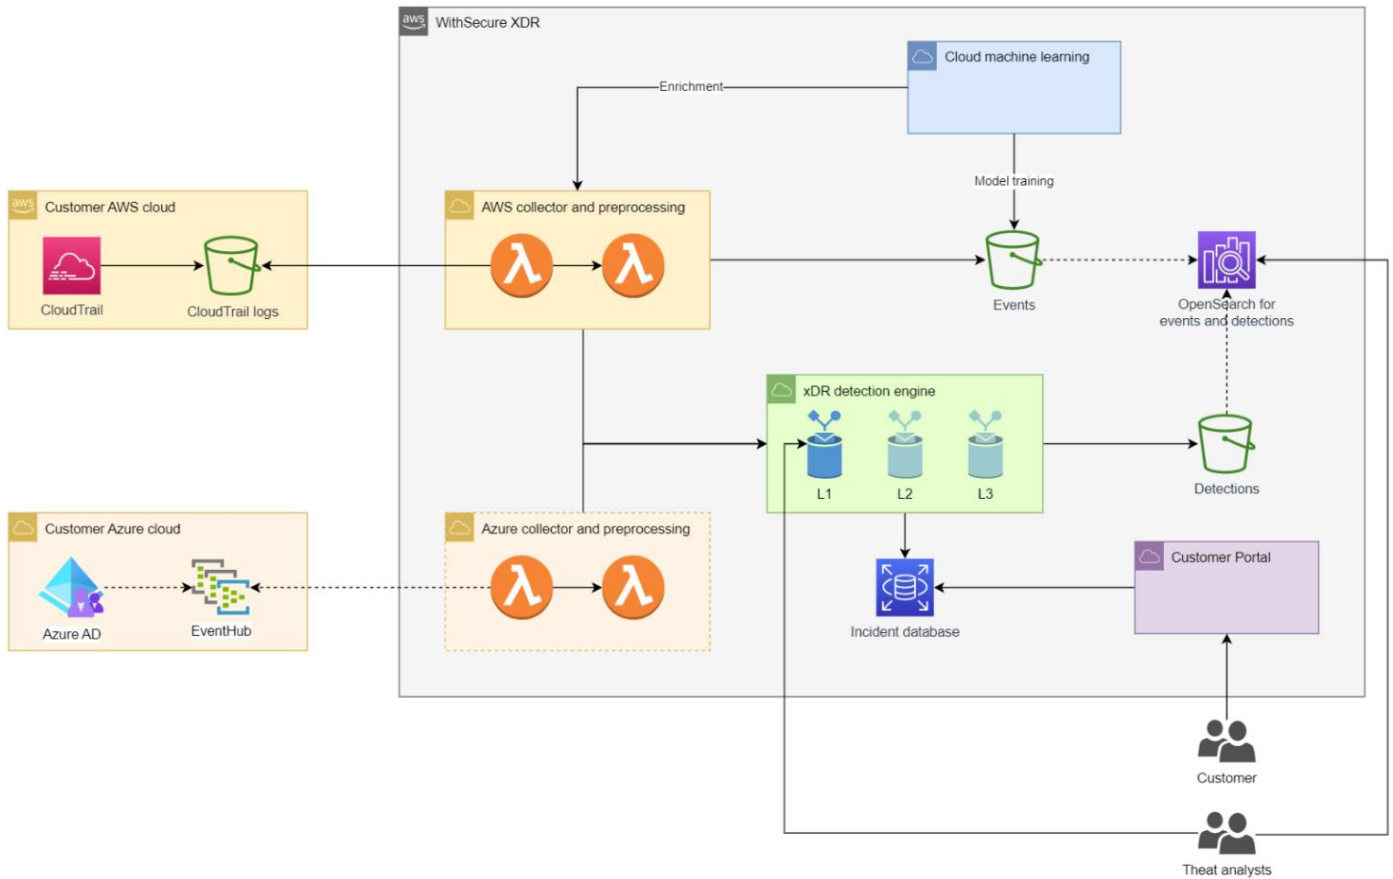 aws
WithSecure XDR
Cloud machine learning
Enrichment
Model training
aws
Customer AWS cloud
CloudTrail
CloudTrail logs
AWS collector and preprocessing
Events
OpenSearch for
events and detections
xDR detection engine
L1
L2
L3
Detections
Customer Azure cloud
Azure AD
EventHub
Azure collector and preprocessing
Incident database
Customer Portal
Customer
Theat analysts